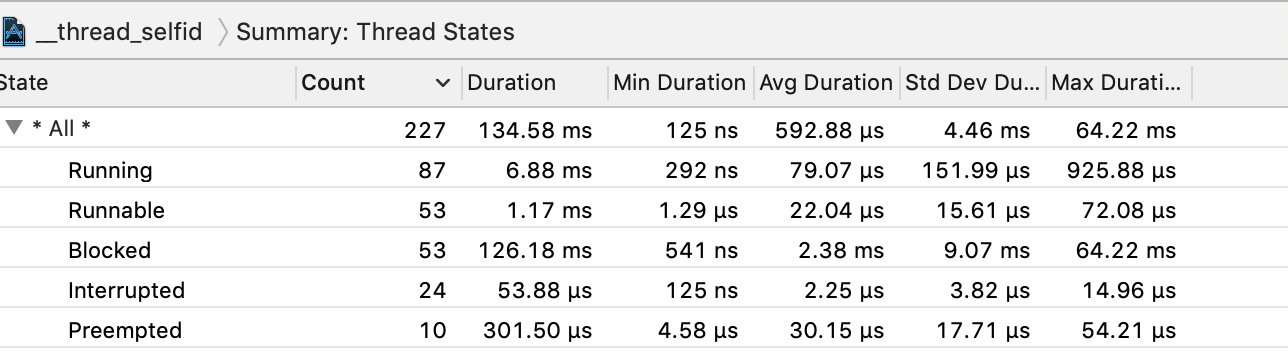 __thread_selfid Summary: Thread States
State Count Duration Min Duration Avg Duration Std Dev Du... Max Durati...
* All * 227 134.58 ms 125 ns 592.88 µs 4.46 ms 64.22 ms
Running 87 6.88 ms 292 ns 79.07 µs 151.99 µs 925.88 µs
Runnable 53 1.17 ms 1.29 µs 22.04 µs 15.61 µs 72.08 µs
Blocked 53 126.18 ms 541 ns 2.38 ms 9.07 ms 64.22 ms
Interrupted 24 53.88 µs 125 ns 2.25 µs 3.82 µs 14.96 µs
Preempted 10 301.50 µs 4.58 µs 30.15 µs 17.71 µs 54.21 µs